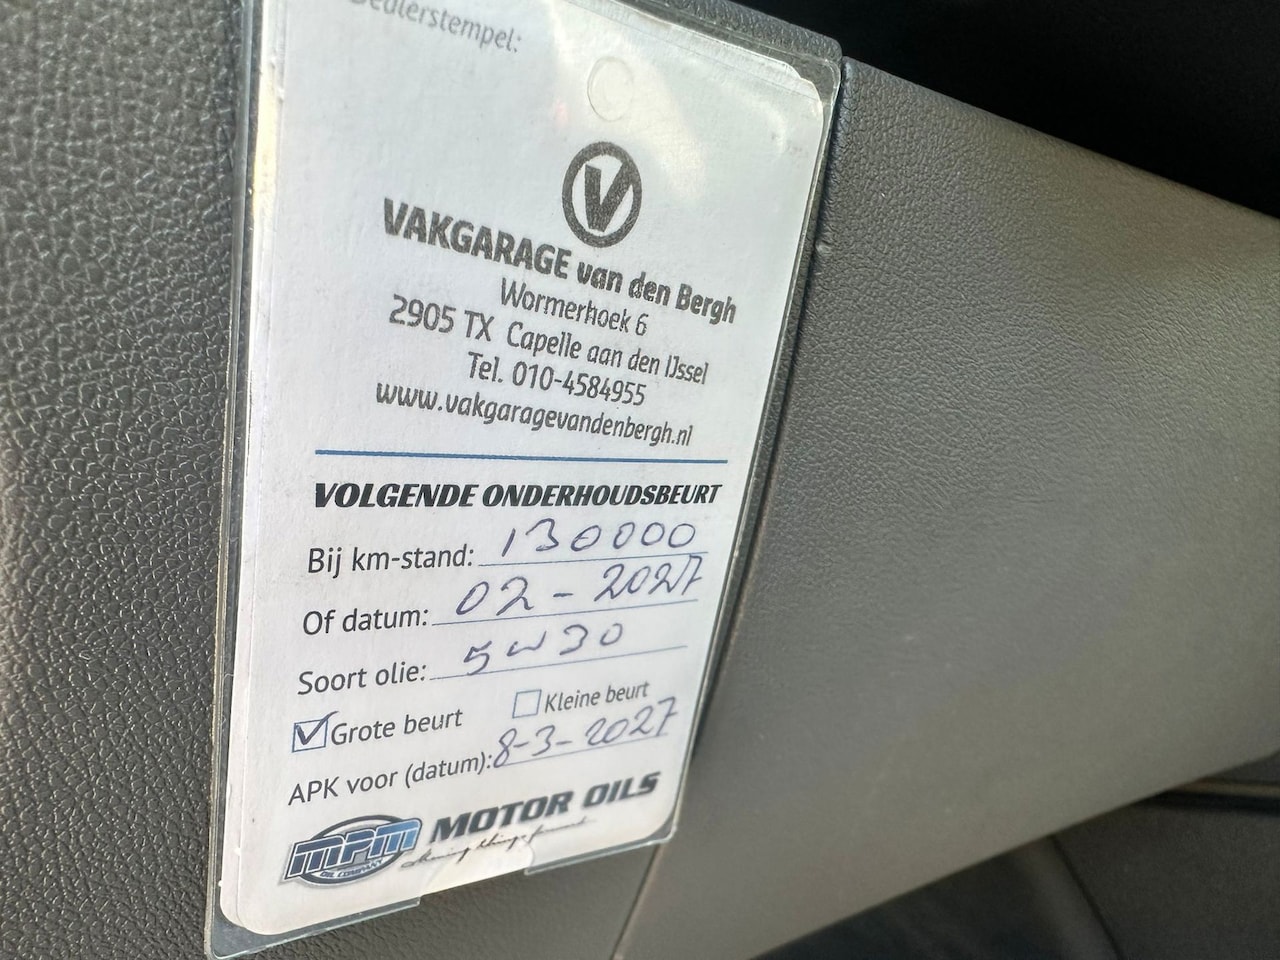 Dealerstempel:
V
VAKGARAGE van den Bergh
Wormerhoek 6
2905 TX Capelle aan den IJssel
Tel. 010-4584955
www.vakgaragevandenbergh.nl
VOLGENDE ONDERHOUDSBEURT
Bij km-stand: 130000
Of datum: 02-2027
Soort olie: 5w30
Grote beurt Kleine beurt
APK voor (datum): 8-3-2027
MPM MOTOR OILS
OIL COMPANY